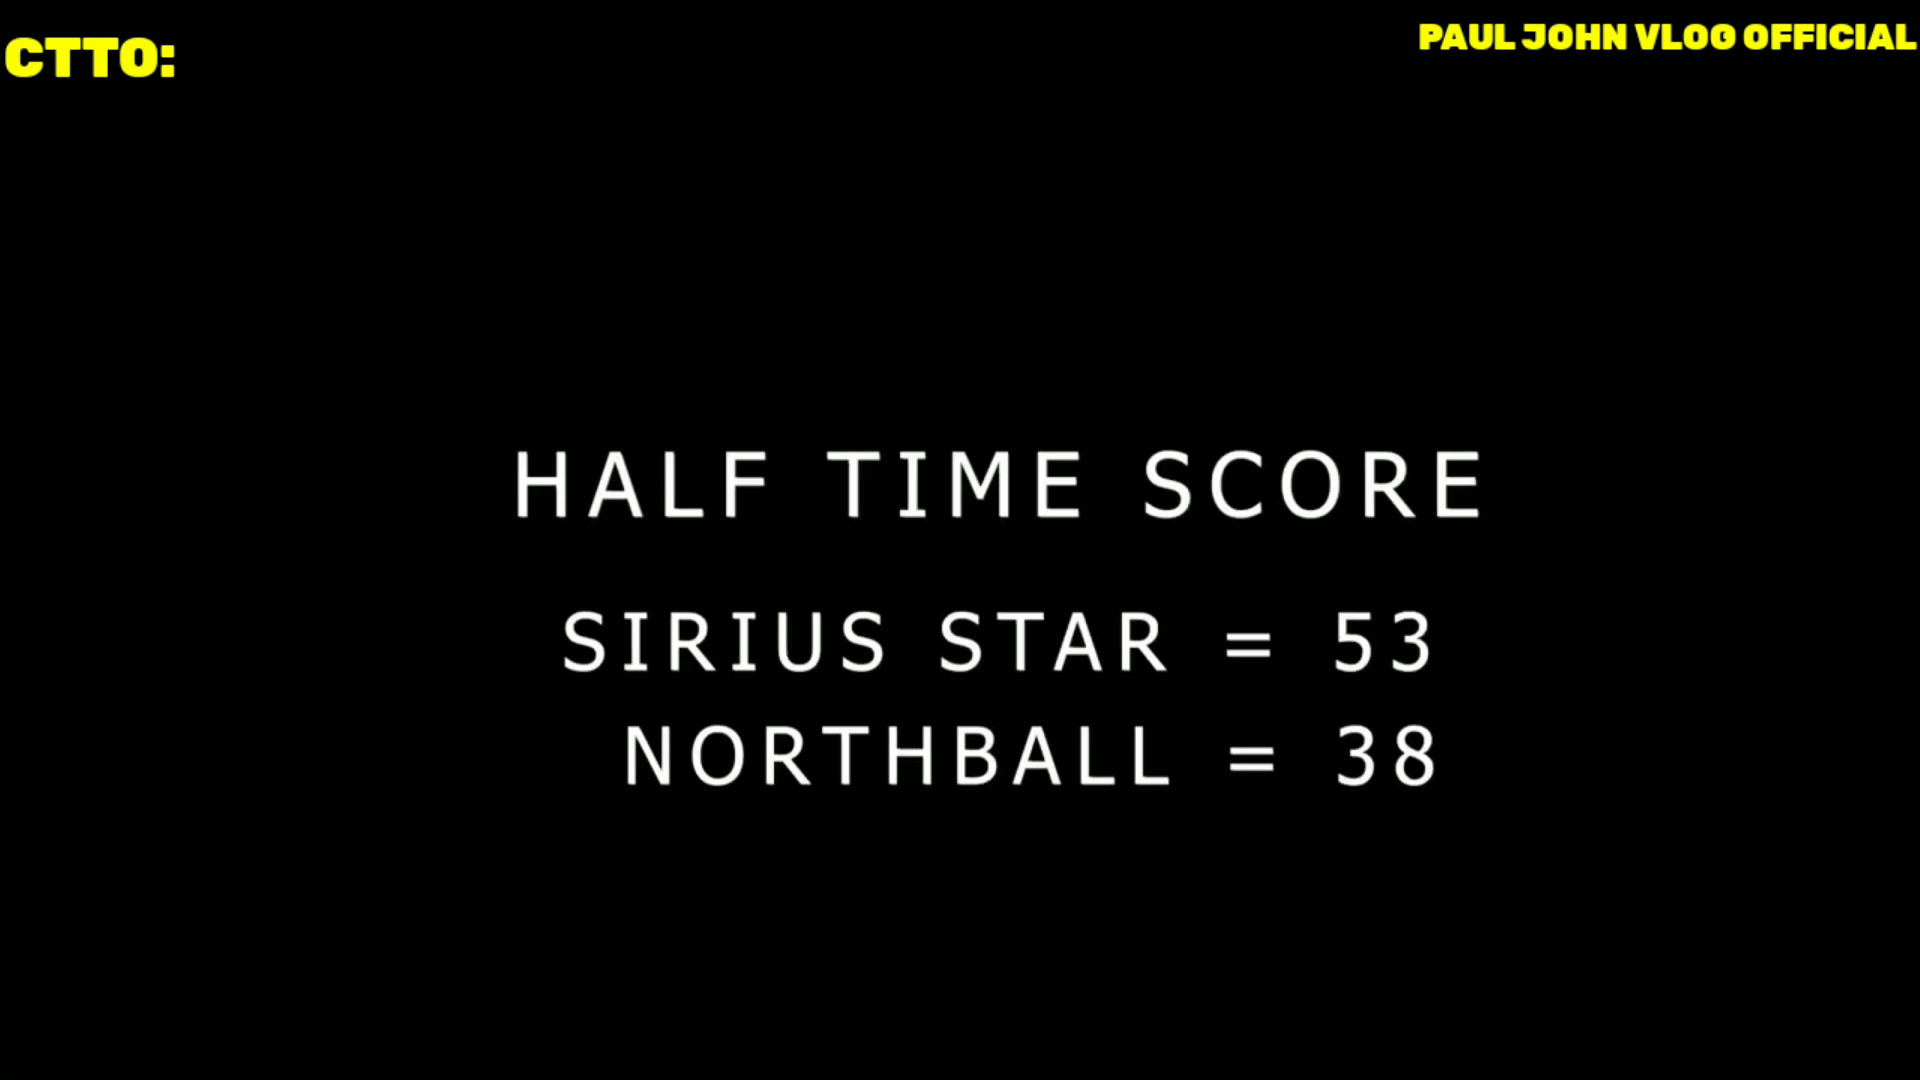 CTTO:
PAUL JOHN VLOG OFFICIAL
HALF TIME SCORE
SIRIUS STAR = 53
NORTHBALL = 38